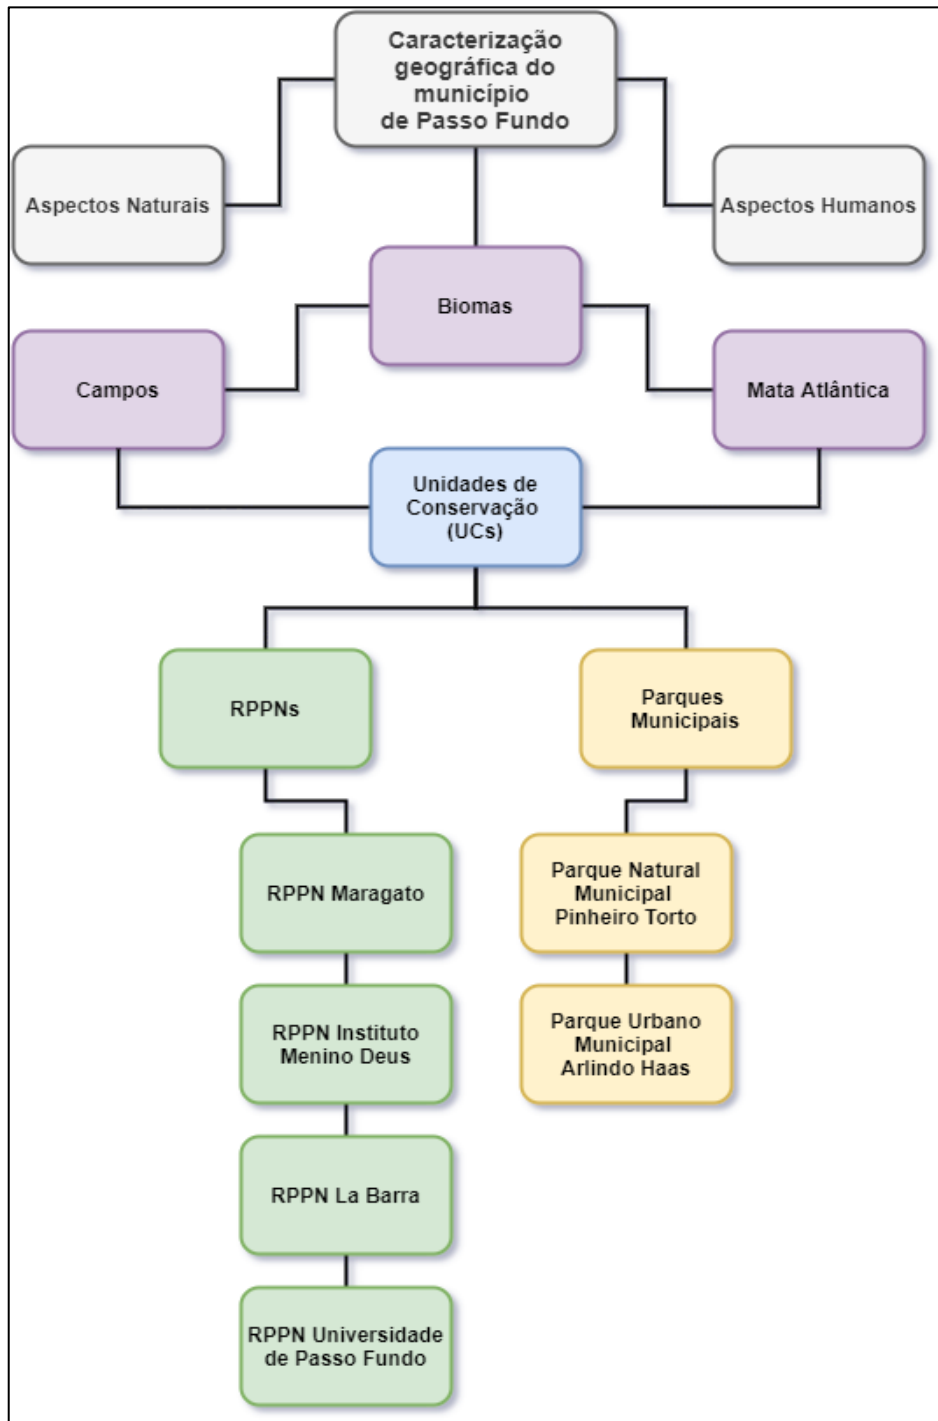 Caracterização
geográfica do
município
de Passo Fundo
Aspectos Naturais
Aspectos Humanos
Biomas
Campos
Mata Atlântica
Unidades de
Conservação
(UCs)
RPPNs
Parques
Municipais
RPPN Maragato
Parque Natural
Municipal
Pinheiro Torto
RPPN Instituto
Menino Deus
Parque Urbano
Municipal
Arlindo Haas
RPPN La Barra
RPPN Universidade
de Passo Fundo